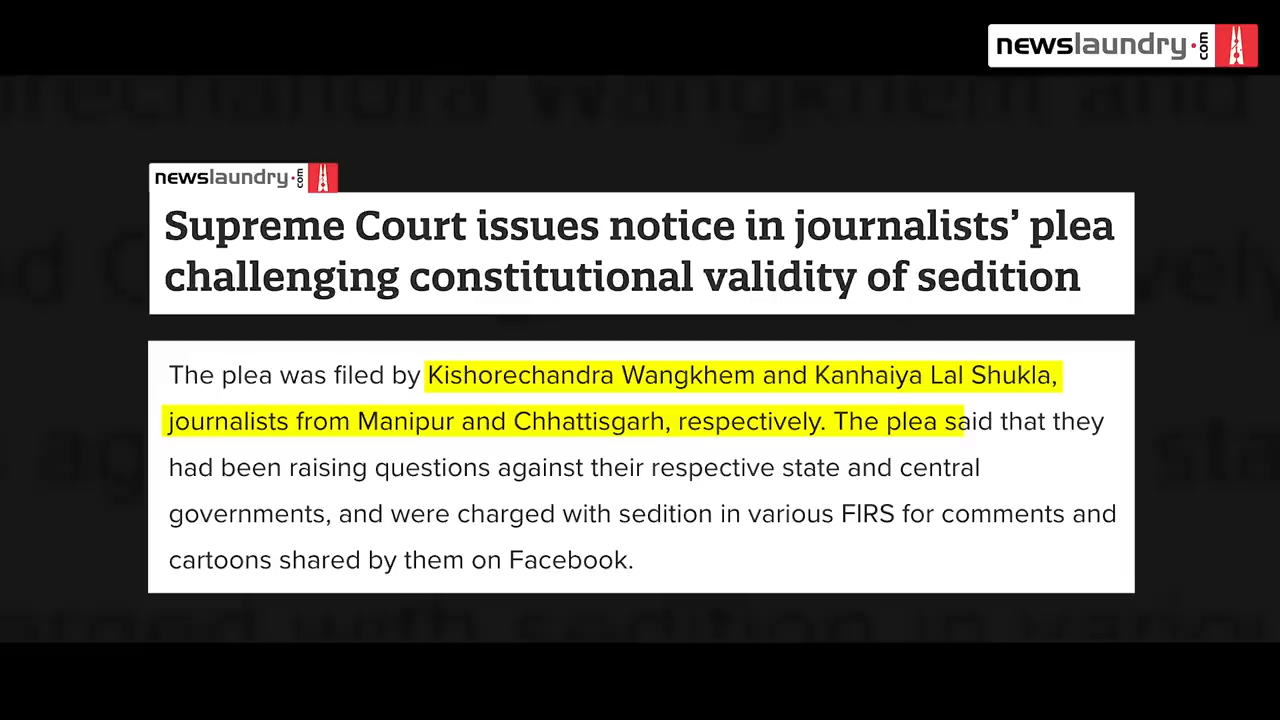 newslaundry.com
newslaundry.com
Supreme Court issues notice in journalists’ plea
challenging constitutional validity of sedition
The plea was filed by Kishorechandra Wangkhem and Kanhaiya Lal Shukla,
journalists from Manipur and Chhattisgarh, respectively. The plea said that they
had been raising questions against their respective state and central
governments, and were charged with sedition in various FIRS for comments and
cartoons shared by them on Facebook.